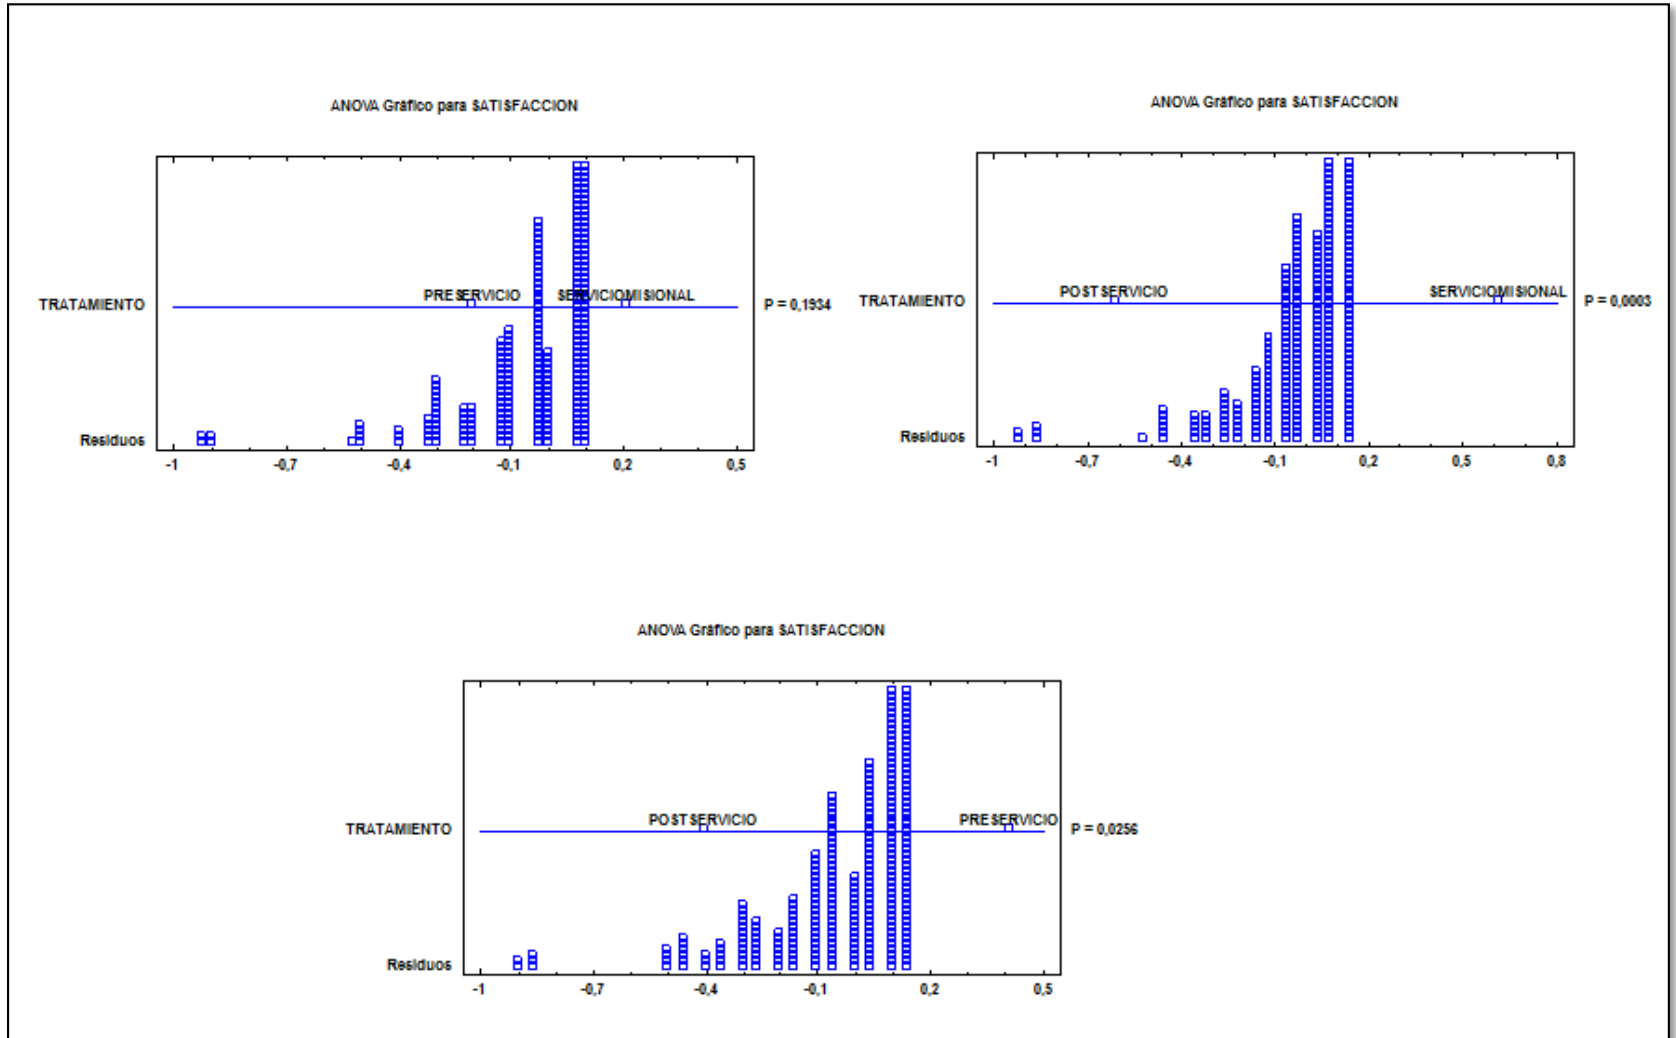 ANOVA Gráfico para SATISFACCION
PRESERVICIO SERVICIOMISIONAL
TRATAMIENTO P = 0,1934
Residuos
-1 -0,7 -0,4 -0,1 0,2 0,5
ANOVA Gráfico para SATISFACCION
POSTSERVICIO SERVICIOMISIONAL
TRATAMIENTO P = 0,0003
Residuos
-1 -0,7 -0,4 -0,1 0,2 0,5 0,8
ANOVA Gráfico para SATISFACCION
POSTSERVICIO PRESERVICIO
TRATAMIENTO P = 0,0256
Residuos
-1 -0,7 -0,4 -0,1 0,2 0,5